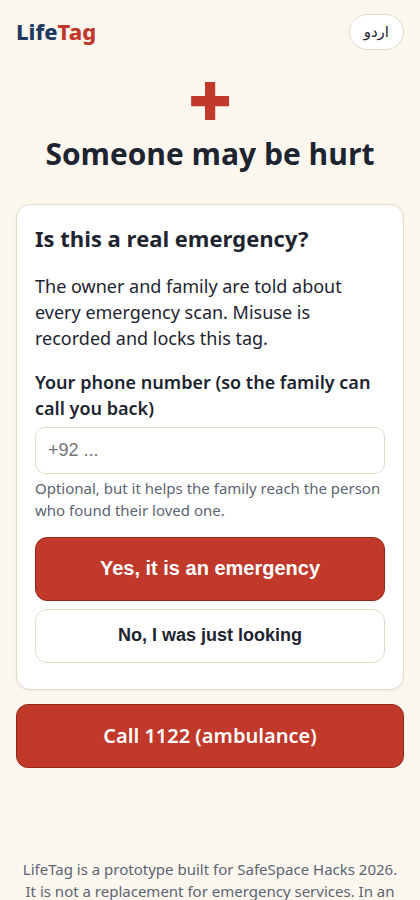 LifeTag
اردو
Someone may be hurt
Is this a real emergency?
The owner and family are told about
every emergency scan. Misuse is
recorded and locks this tag.
Your phone number (so the family can
call you back)
+92 ...
Optional, but it helps the family reach the person
who found their loved one.
Yes, it is an emergency
No, I was just looking
Call 1122 (ambulance)
LifeTag is a prototype built for SafeSpace Hacks 2026.
It is not a replacement for emergency services. In an